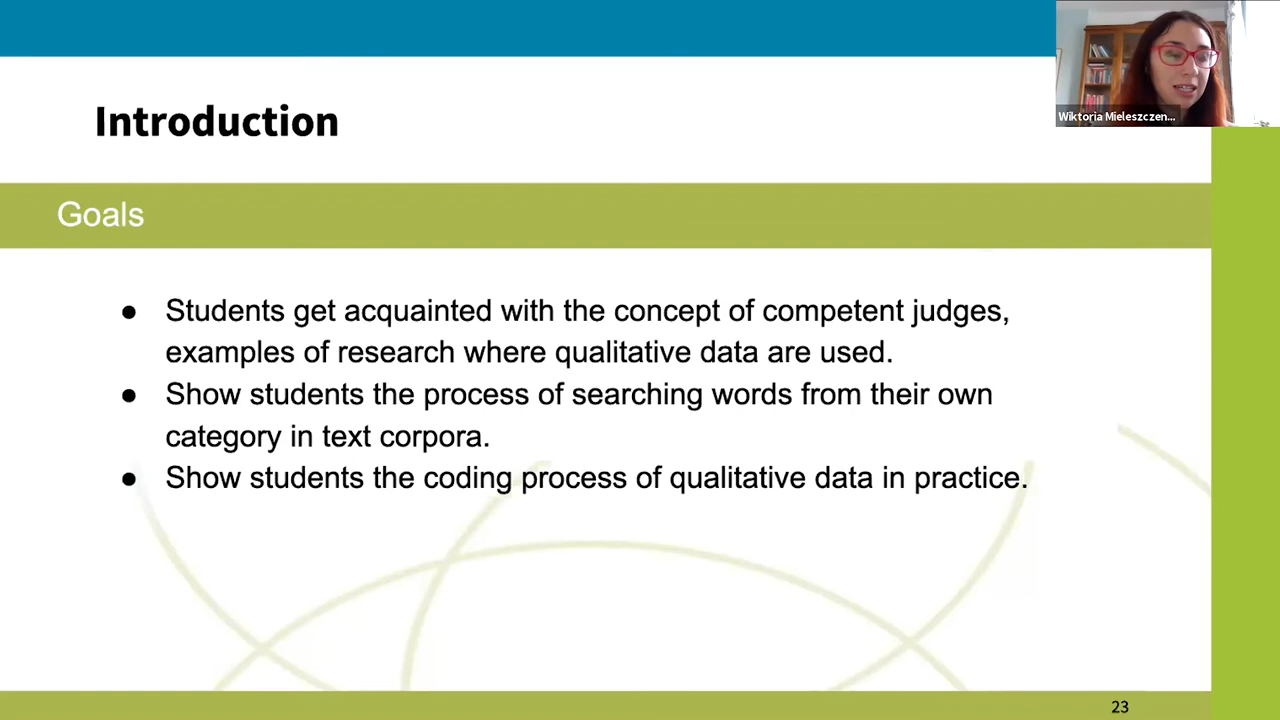 Wiktoria Mieleszczen...
Introduction
Goals
● Students get acquainted with the concept of competent judges,
examples of research where qualitative data are used.
● Show students the process of searching words from their own
category in text corpora.
● Show students the coding process of qualitative data in practice.
23